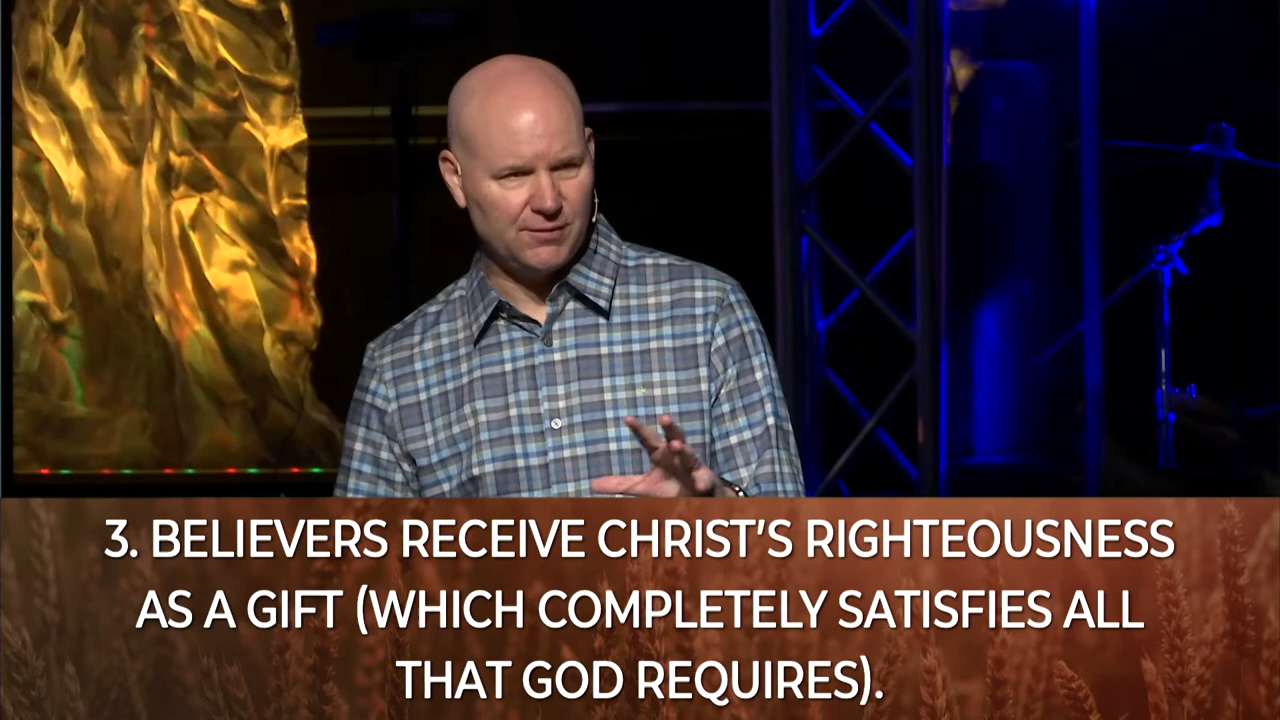 3. BELIEVERS RECEIVE CHRIST'S RIGHTEOUSNESS
AS A GIFT (WHICH COMPLETELY SATISFIES ALL
THAT GOD REQUIRES).